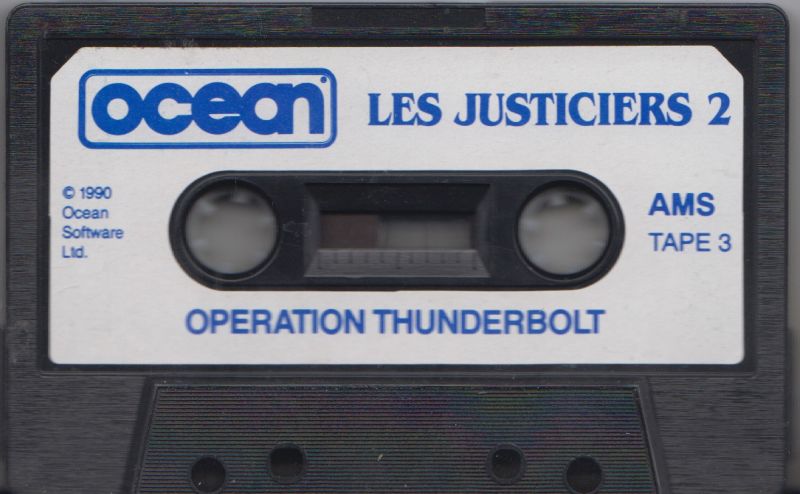 ocean
LES JUSTICIERS 2
© 1990
Ocean
Software
Ltd.
AMS
TAPE 3
OPERATION THUNDERBOLT